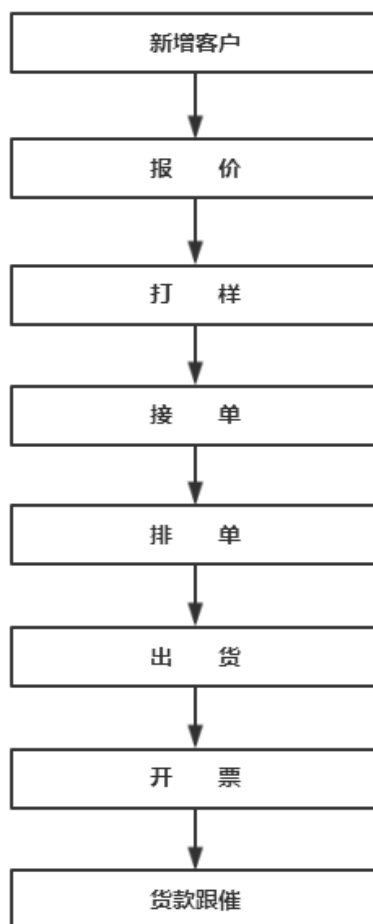 新增客户
报 价
打 样
接 单
排 单
出 货
开 票
货款跟催